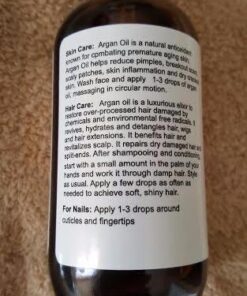 Skin Care: Argan Oil is a natural antioxidant
known for combating premature aging skin.
Argan Oil helps reduce pimples, breakout acne
scaly patches, skin inflammation and dry cracked
skin. Wash face and apply 1-3 drops of argan
oil, massaging in circular motion.
Hair Care: Argan oil is a luxurious elixir to
restore over-processed hair damaged by
chemicals and environmental free radicals. It
revives, hydrates and detangles hair, wigs
and hair extensions. It benefits hair and
revitalizes scalp. It repairs dry damaged hair and
split-ends. After shampooing and conditioning
start with a small amount in the palm of your
hands and work it through damp hair. Style
as usual. Apply a few drops as often as
needed to achieve soft, shiny hair.
For Nails: Apply 1-3 drops around
cuticles and fingertips